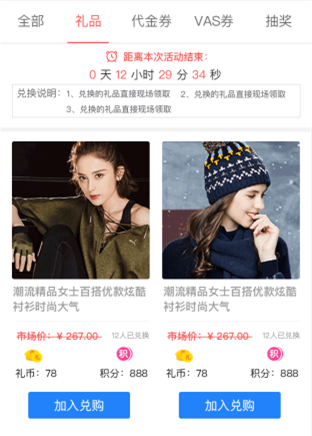 全部 礼品 代金券 VAS券 抽奖
距离本次活动结束：
0 天 12 小时 29 分 34 秒
兑换说明： 1、兑换的礼品直接现场领取 2、兑换的礼品直接现场领取
3、兑换的礼品直接现场领取
潮流精品女士百搭优款炫酷
衬衫时尚大气
市场价：¥ 267.00 12人已兑换
积
礼币：78 积分：888
加入兑购
潮流精品女士百搭优款炫酷
衬衫时尚大气
市场价：¥ 267.00 12人已兑换
积
礼币：78 积分：888
加入兑购